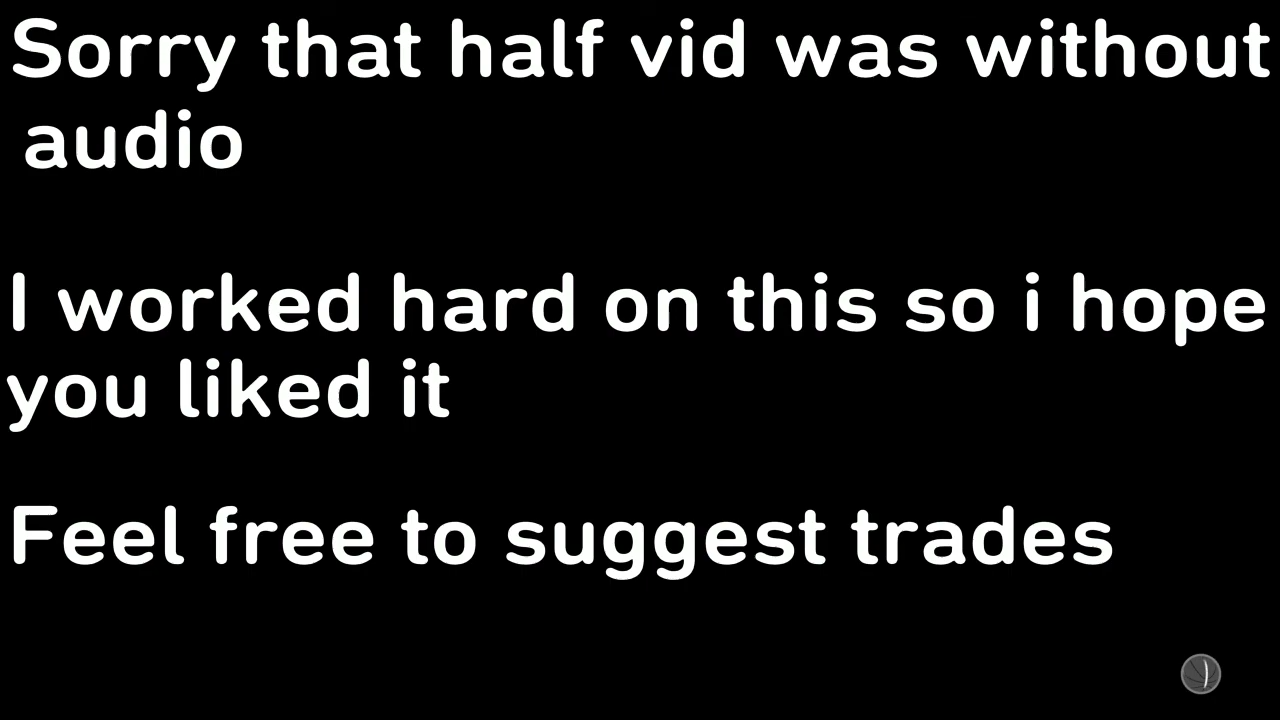 Sorry that half vid was without
audio
I worked hard on this so i hope
you liked it
Feel free to suggest trades